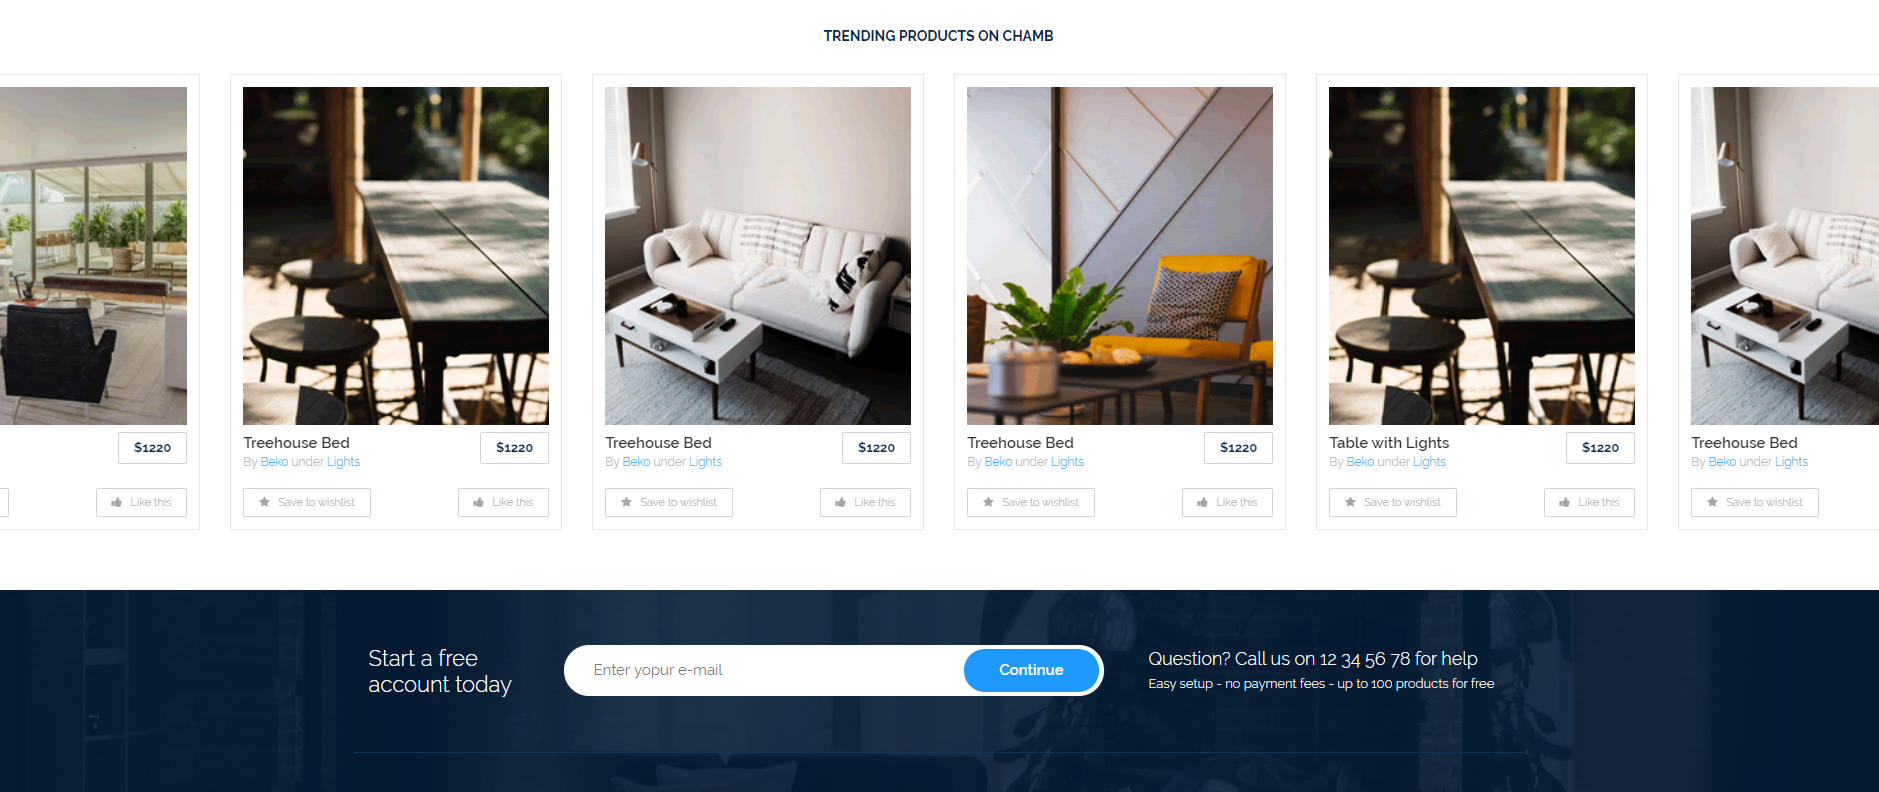 TRENDING PRODUCTS ON CHAMB
$1220
Like this
Treehouse Bed
$1220
By Beko under Lights
Save to wishlist
Like this
Treehouse Bed
$1220
By Beko under Lights
Save to wishlist
Like this
Treehouse Bed
$1220
By Beko under Lights
Save to wishlist
Like this
Table with Lights
$1220
By Beko under Lights
Save to wishlist
Like this
Treehouse Bed
By Beko under Lights
Save to wishlist
Start a free
account today
Enter yopur e-mail
Continue
Question? Call us on 12 34 56 78 for help
Easy setup - no payment fees - up to 100 products for free